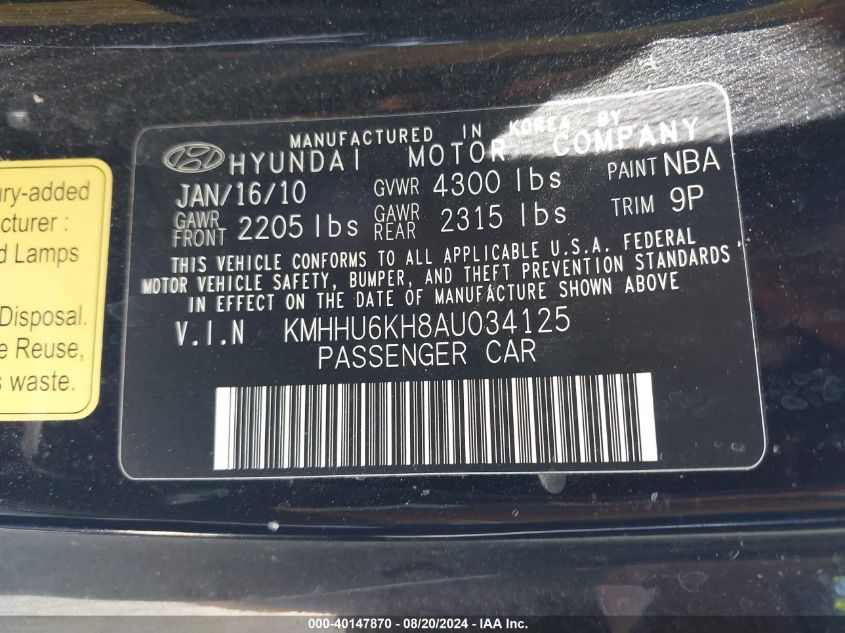 MANUFACTURED IN KOREA BY
HYUNDAI MOTOR COMPANY
JAN/16/10 GVWR 4300 lbs PAINT NBA
GAWR FRONT 2205 lbs GAWR REAR 2315 lbs TRIM 9P
THIS VEHICLE CONFORMS TO ALL APPLICABLE U.S.A. FEDERAL
MOTOR VEHICLE SAFETY, BUMPER, AND THEFT PREVENTION STANDARDS
IN EFFECT ON THE DATE OF MANUFACTURE SHOWN ABOVE
V.I.N KMHHU6KH8AU034125
PASSENGER CAR
ury-added
acturer :
d Lamps
Disposal.
e Reuse,
s waste.
000-40147870 - 08/20/2024 - IAA Inc.